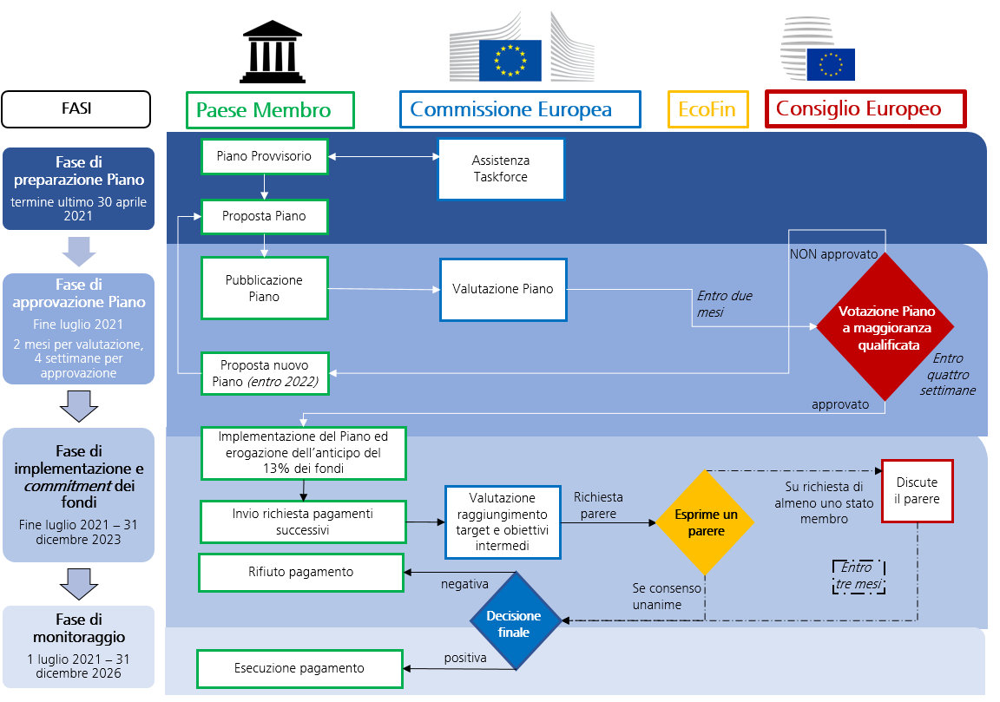 FASI
Paese Membro
Commissione Europea
EcoFin
Consiglio Europeo
Fase di
preparazione Piano
termine ultimo 30 aprile
2021
Piano Provvisorio
Assistenza
Taskforce
Proposta Piano
Fase di
approvazione Piano
Fine luglio 2021
2 mesi per valutazione,
4 settimane per
approvazione
Pubblicazione
Piano
Valutazione Piano
Entro due
mesi
NON approvato
Votazione Piano
a maggioranza
qualificata
Entro
quattro
settimane
Proposta nuovo
Piano (entro 2022)
approvato
Fase di
implementazione e
commitment dei
fondi
Fine luglio 2021 – 31
dicembre 2023
Implementazione del Piano ed
erogazione dell’anticipo del
13% dei fondi
Invio richiesta pagamenti
successivi
Valutazione
raggiungimento
target e obiettivi
intermedi
Richiesta
parere
Esprime un
parere
Su richiesta di
almeno uno stato
membro
Discute
il parere
Rifiuto pagamento
negativa
Se consenso
unanime
Entro
tre mesi
Decisione
finale
Fase di
monitoraggio
1 luglio 2021 – 31
dicembre 2026
positiva
Esecuzione pagamento